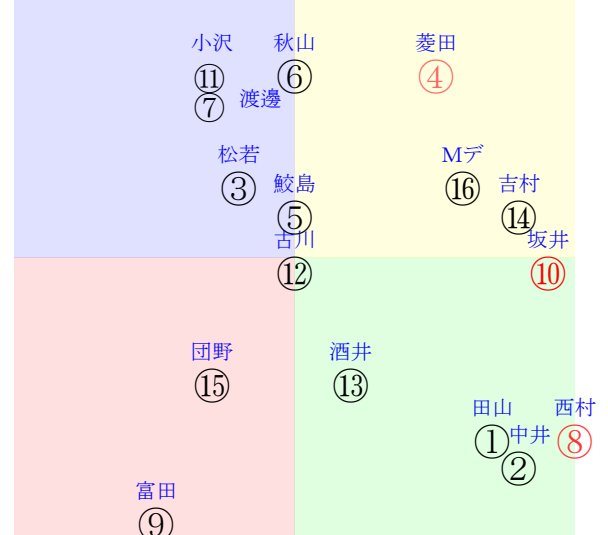 小沢 秋山 菱田
⑪ ⑥ ④
⑦ 渡邊
松若 Mデ
③ ⑯
鮫島 吉村
⑤ ⑭
古川 坂井
⑫ ⑩
団野 酒井
⑮ ⑬
田山 西村
① 中井 ⑧
②
富田
⑨